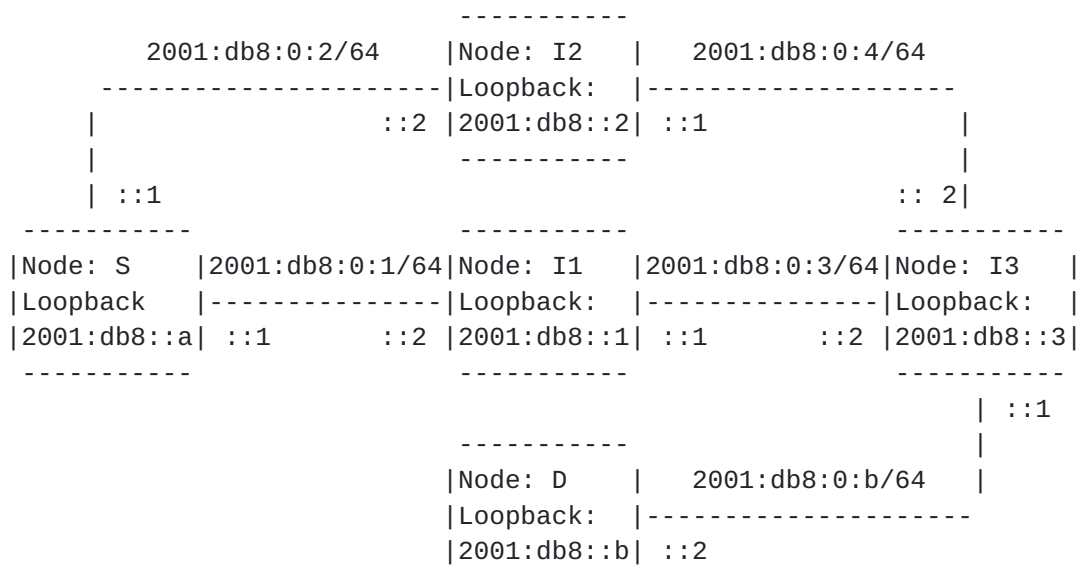 2001:db8:0:2/64 |Node: I2 | 2001:db8:0:4/64
|Loopback: |
::2 |2001:db8::2| ::1
::1 :: 2|
|Node: S |2001:db8:0:1/64|Node: I1 |2001:db8:0:3/64|Node: I3 |
|Loopback |---------------|Loopback: |---------------|Loopback: |
|2001:db8::a| ::1 ::2 |2001:db8::1| ::1 ::2 |2001:db8::3|
| ::1
|Node: D | 2001:db8:0:b/64 |
|Loopback: |---------------------
|2001:db8::b| ::2